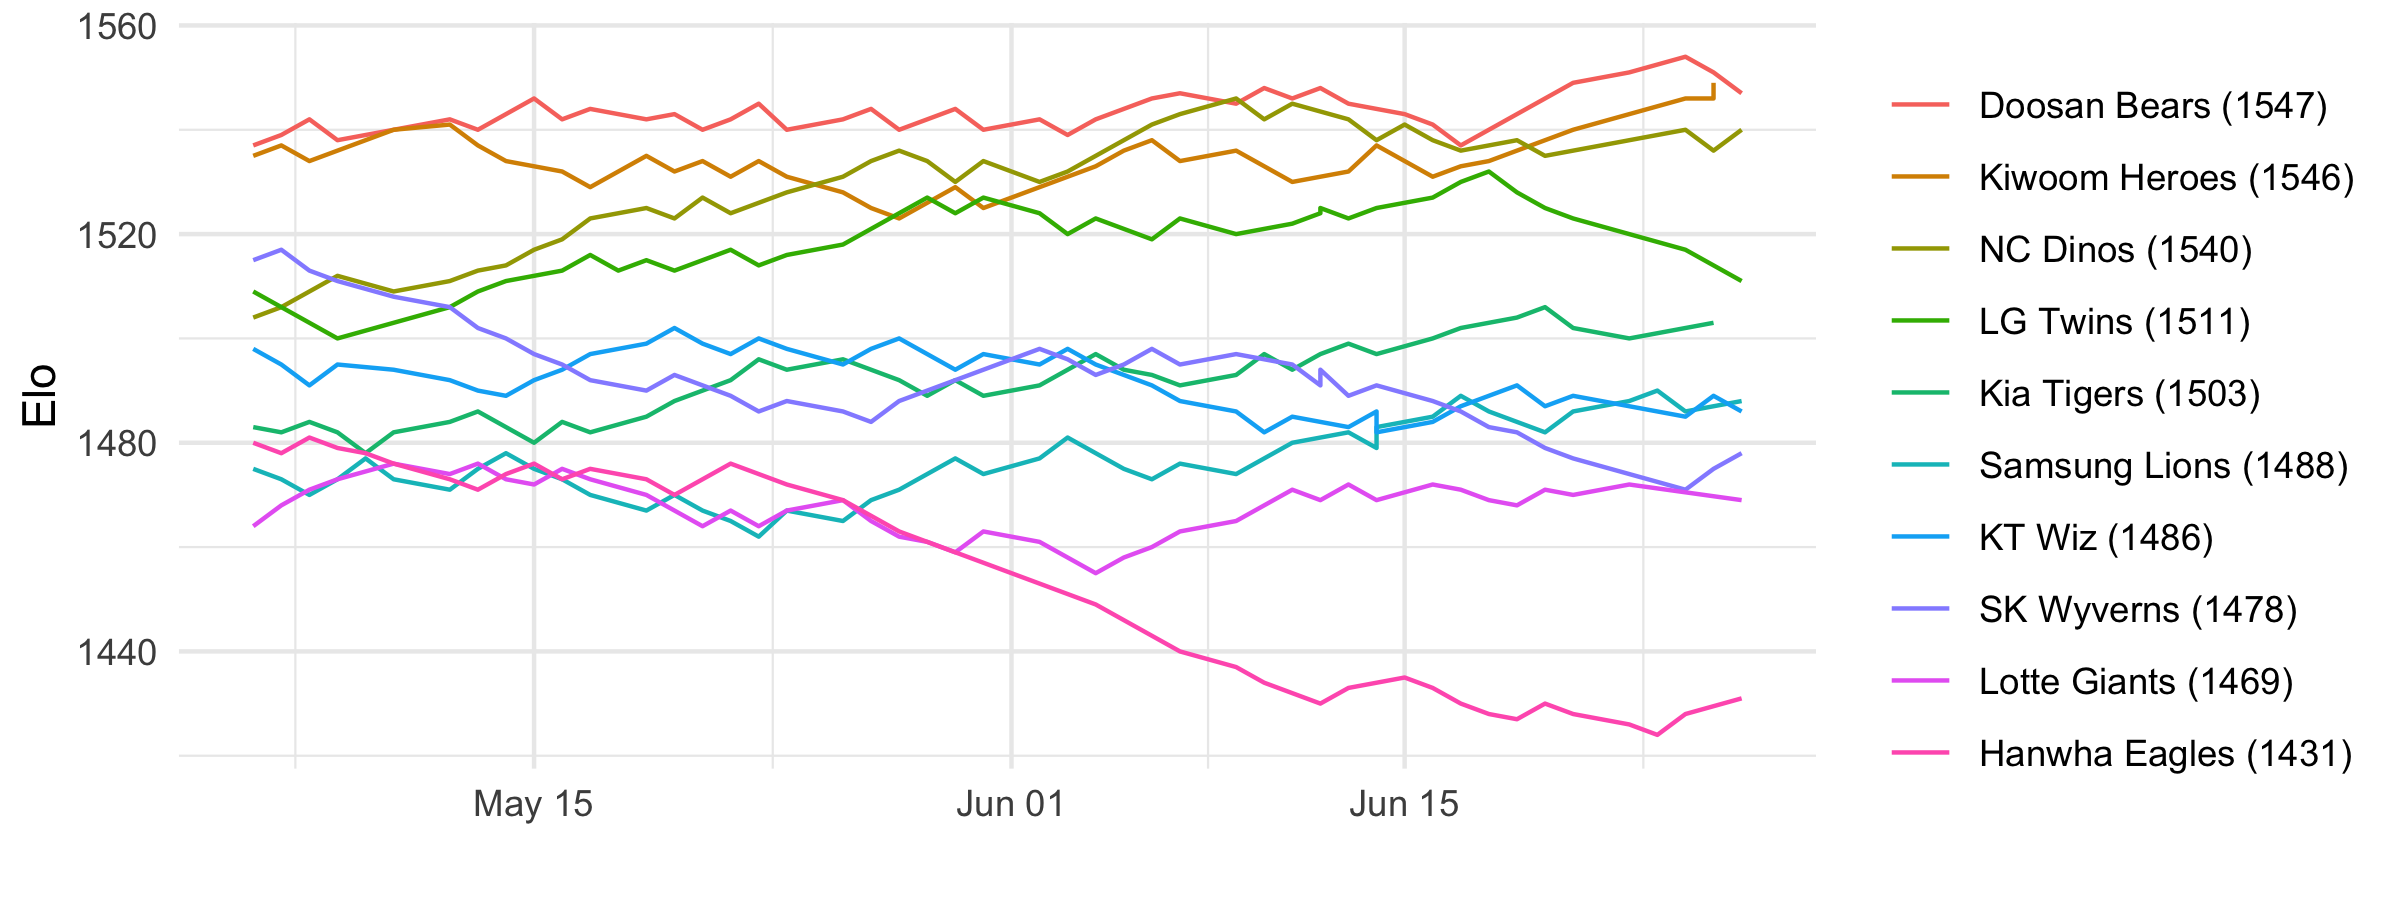 Elo
1560
1520
1480
1440
May 15
Jun 01
Jun 15
Doosan Bears (1547)
Kiwoom Heroes (1546)
NC Dinos (1540)
LG Twins (1511)
Kia Tigers (1503)
Samsung Lions (1488)
KT Wiz (1486)
SK Wyverns (1478)
Lotte Giants (1469)
Hanwha Eagles (1431)